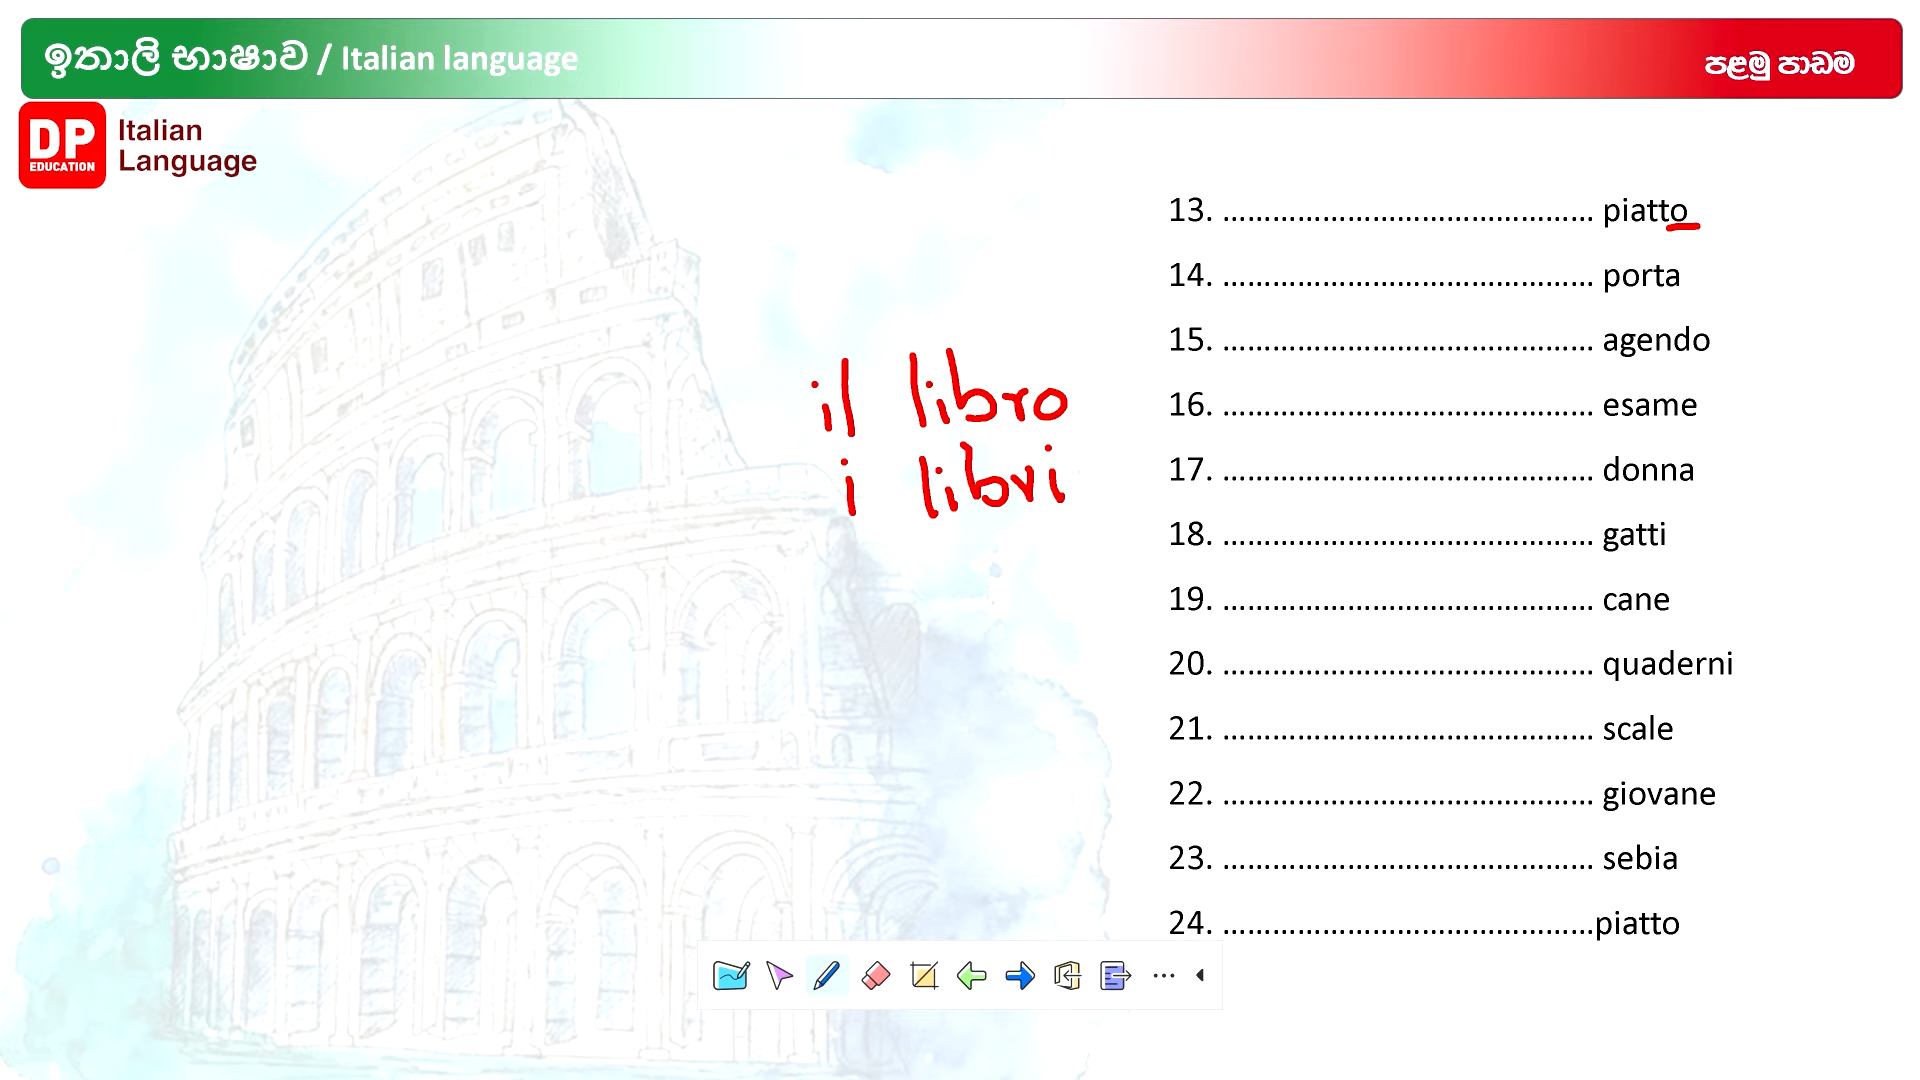 ඉතාලි භාෂාව / Italian language
පළමු පාඩම
DP
EDUCATION
Italian
Language
il libro
i libri
13. ............................................. piatto
14. ............................................. porta
15. ............................................. agendo
16. ............................................. esame
17. ............................................. donna
18. ............................................. gatti
19. ............................................. cane
20. ............................................. quaderni
21. ............................................. scale
22. ............................................. giovane
23. ............................................. sebia
24. .............................................piatto